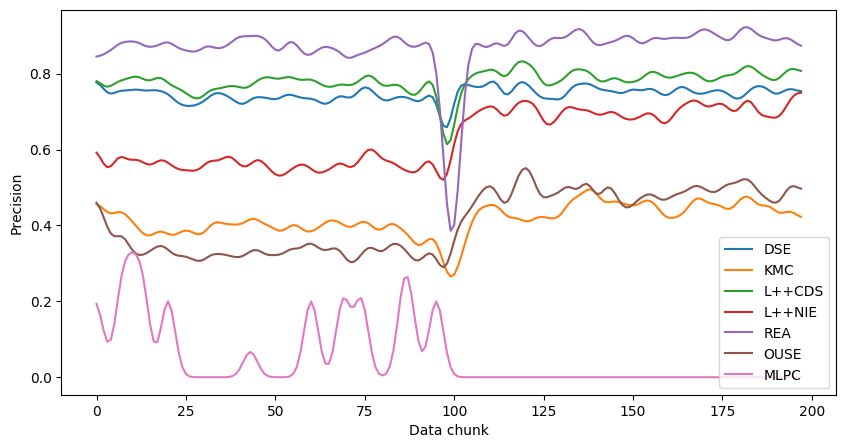 0.8
0.6
0.4
0.2
0.0
Precision
0 25 50 75 100 125 150 175 200
Data chunk
DSE
KMC
L++CDS
L++NIE
REA
OUSE
MLPC